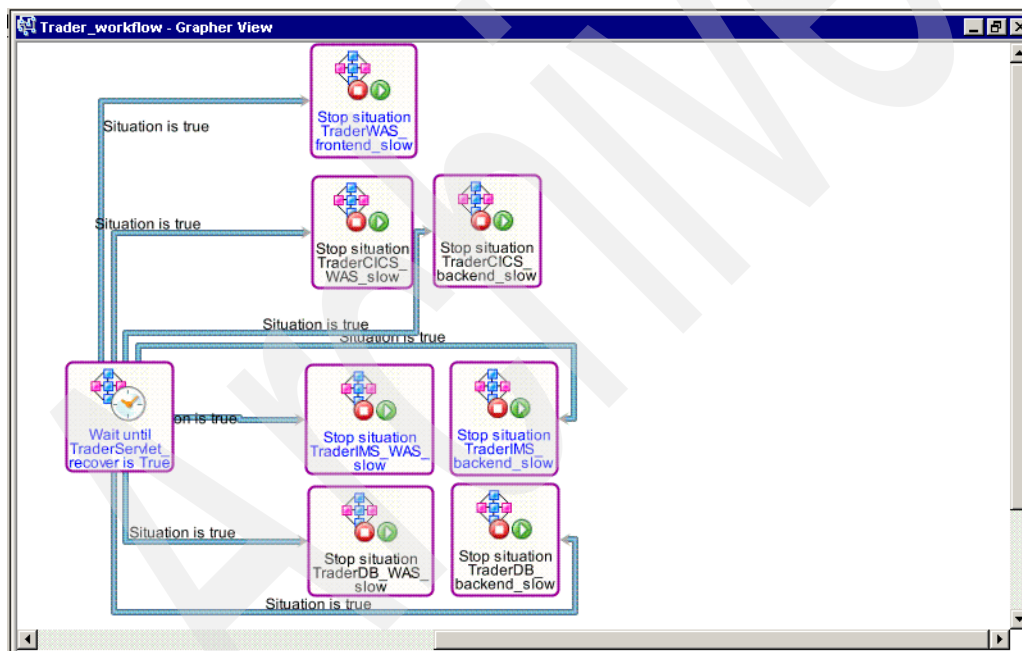 Trader_workflow - Grapher View
Stop situation
TraderWAS_
frontend_slow
Situation is true
Situation is true
Stop situation
TraderCICS_
WAS_slow
Stop situation
TraderCICS_
backend_slow
Situation is true
Situation is true
Wait until
TraderServlet_
recover is True
on is true
Stop situation
TraderIMS_WAS_
slow
Stop situation
TraderIMS_
backend_slow
Situation is true
Stop situation
TraderDB_WAS_
slow
Stop situation
TraderDB_
backend_slow
Situation is true